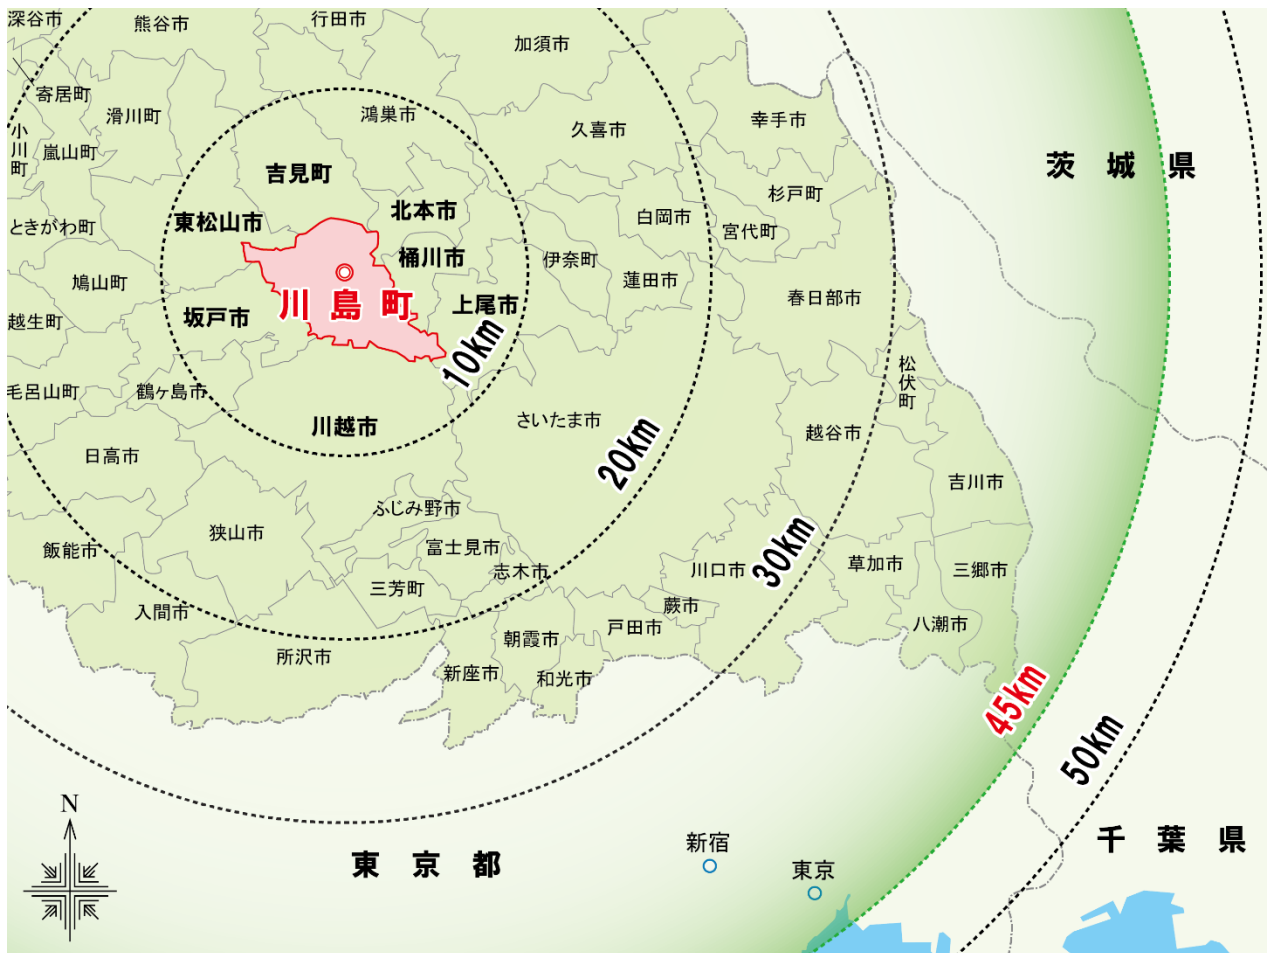 深谷市
熊谷市
行田市
加須市
寄居町
滑川町
鴻巣市
久喜市
幸手市
小川町
嵐山町
吉見町
茨城県
杉戸町
東松山市
北本市
白岡市
宮代町
ときがわ町
桶川市
伊奈町
蓮田市
鳩山町
川島町
上尾市
春日部市
越生町
坂戸市
10km
松伏町
毛呂山町
鶴ヶ島市
川越市
さいたま市
越谷市
日高市
20km
吉川市
ふじみ野市
狭山市
飯能市
富士見市
志木市
川口市
30km
草加市
三郷市
三芳町
入間市
蕨市
戸田市
八潮市
朝霞市
所沢市
新座市
和光市
45km
50km
N
新宿
東京
東京都
千葉県